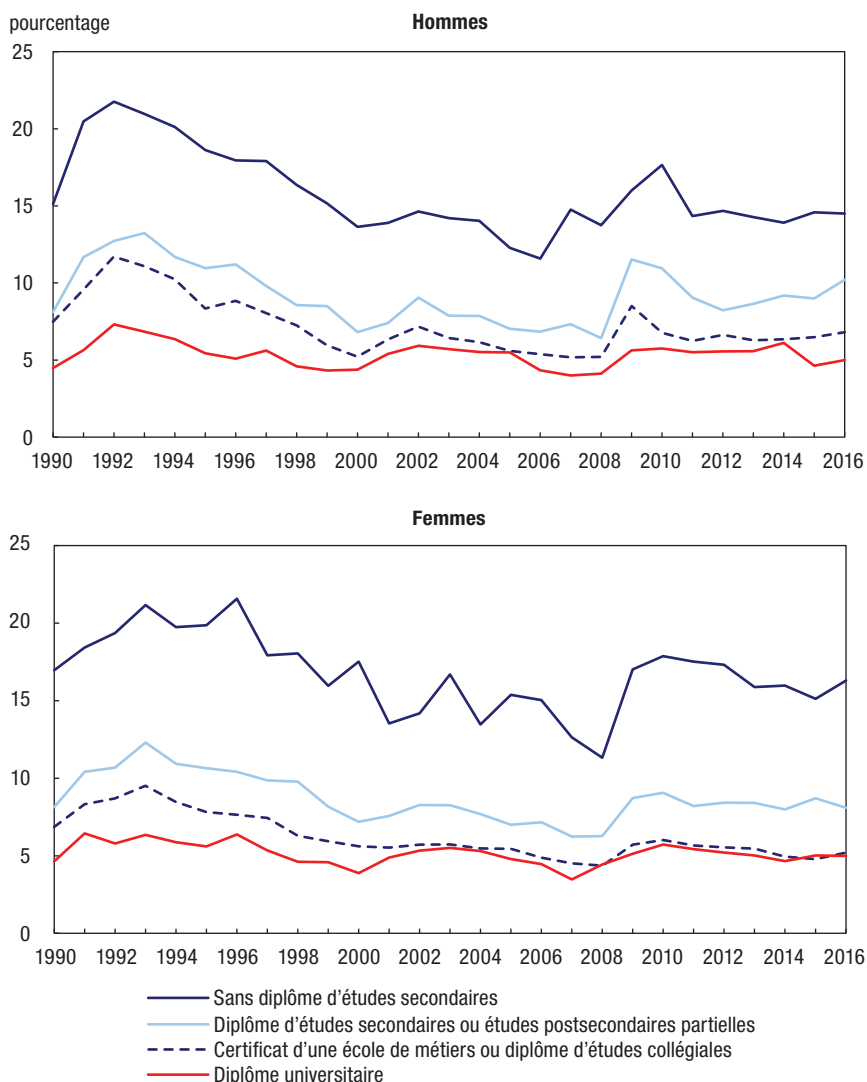 pourcentage
Hommes
25
20
15
10
5
0
1990 1992 1994 1996 1998 2000 2002 2004 2006 2008 2010 2012 2014 2016
Femmes
25
20
15
10
5
0
1990 1992 1994 1996 1998 2000 2002 2004 2006 2008 2010 2012 2014 2016
Sans diplôme d'études secondaires
Diplôme d'études secondaires ou études postsecondaires partielles
Certificat d'une école de métiers ou diplôme d'études collégiales
Diplôme universitaire